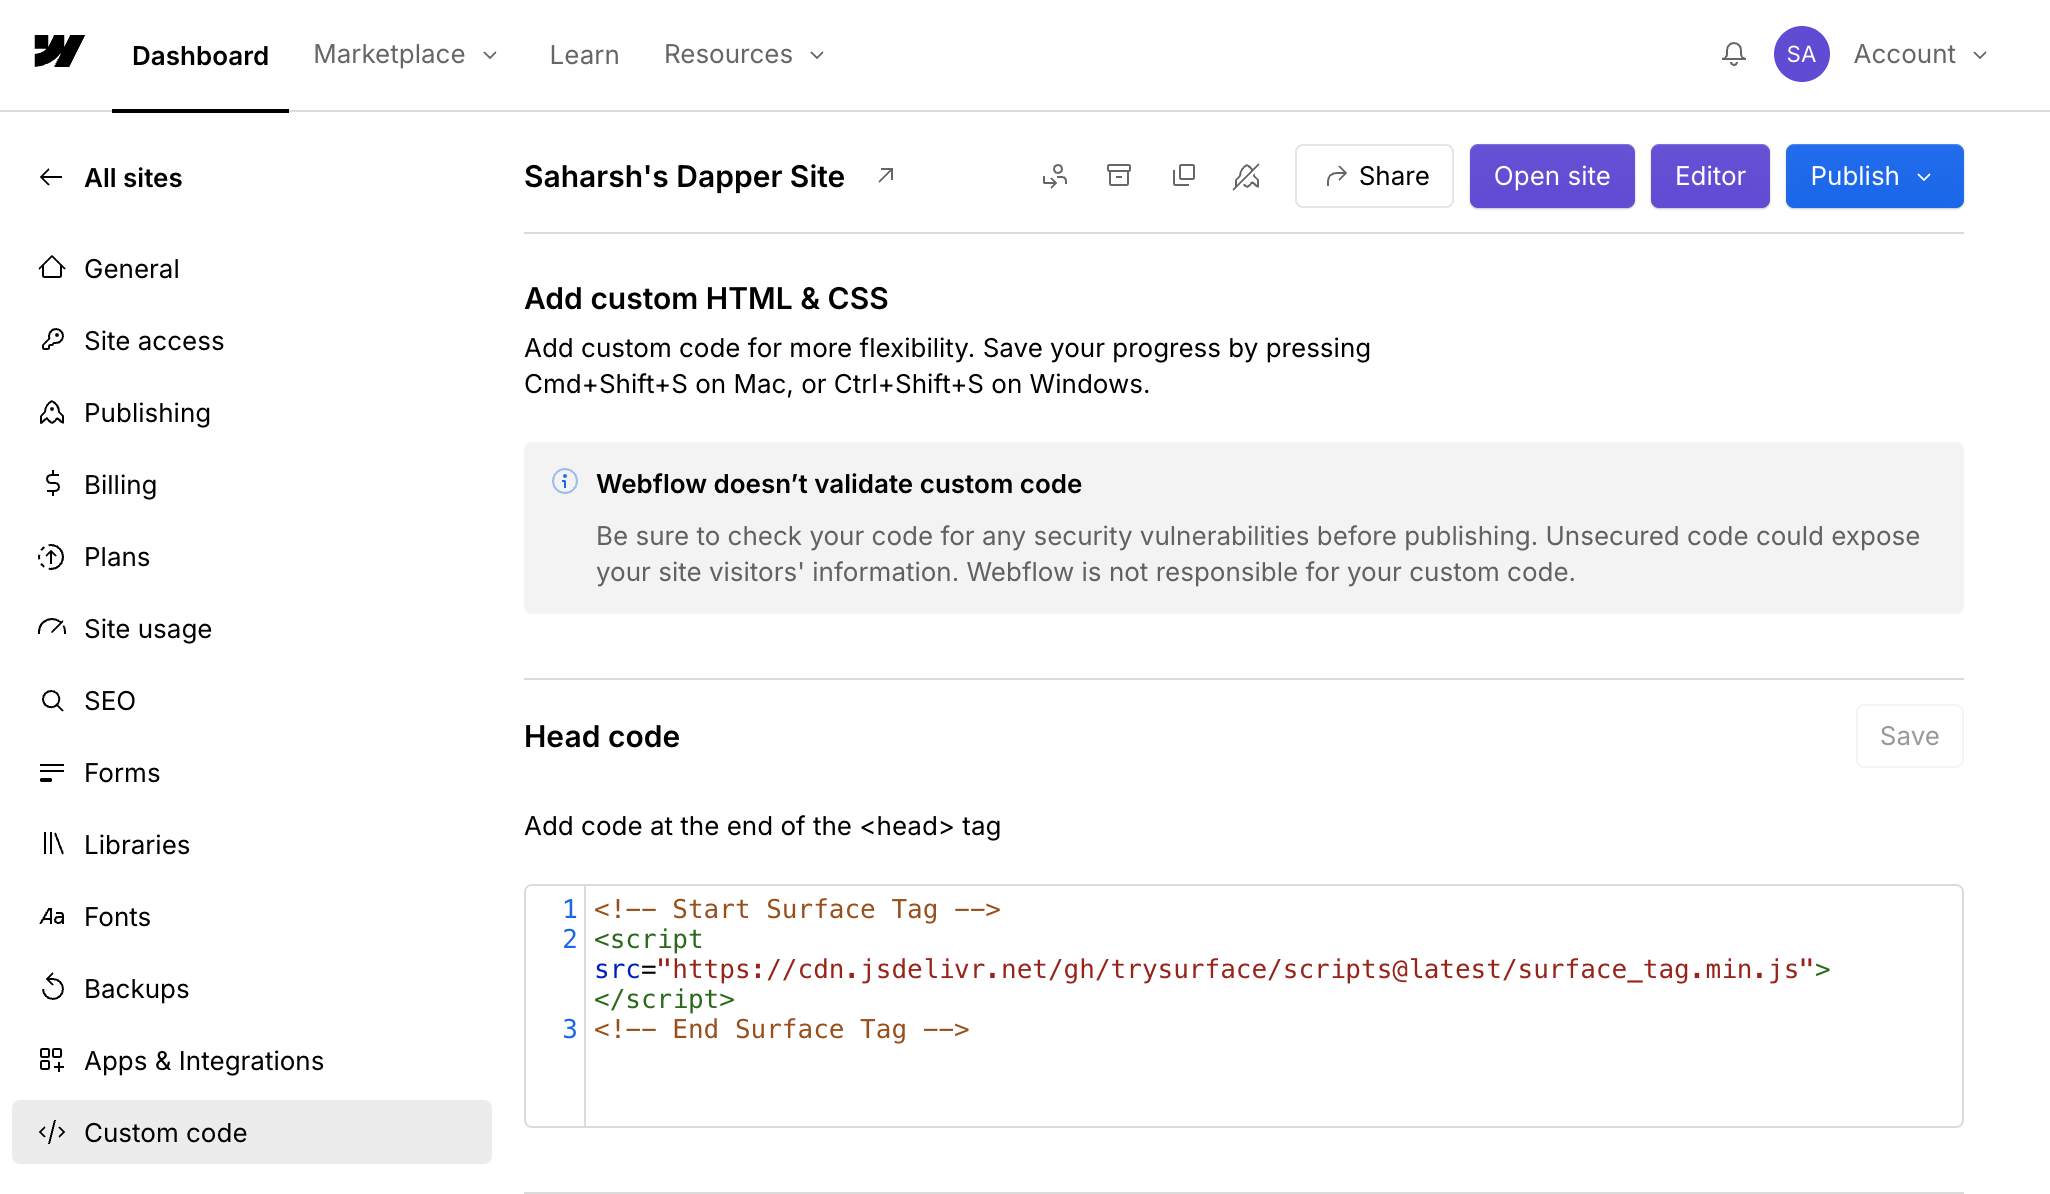 Dashboard
Marketplace
Learn
Resources
SA
Account
All sites
Saharsh's Dapper Site
Share
Open site
Editor
Publish
General
Site access
Publishing
Billing
Plans
Site usage
SEO
Forms
Libraries
Aa Fonts
Backups
Apps & Integrations
Custom code
Add custom HTML & CSS
Add custom code for more flexibility. Save your progress by pressing
Cmd+Shift+S on Mac, or Ctrl+Shift+S on Windows.
Webflow doesn’t validate custom code
Be sure to check your code for any security vulnerabilities before publishing. Unsecured code could expose
your site visitors' information. Webflow is not responsible for your custom code.
Head code
Save
Add code at the end of the <head> tag
1 <!-- Start Surface Tag -->
2 <script
src="https://cdn.jsdelivr.net/gh/trysurface/scripts@latest/surface_tag.min.js">
</script>
3 <!-- End Surface Tag -->